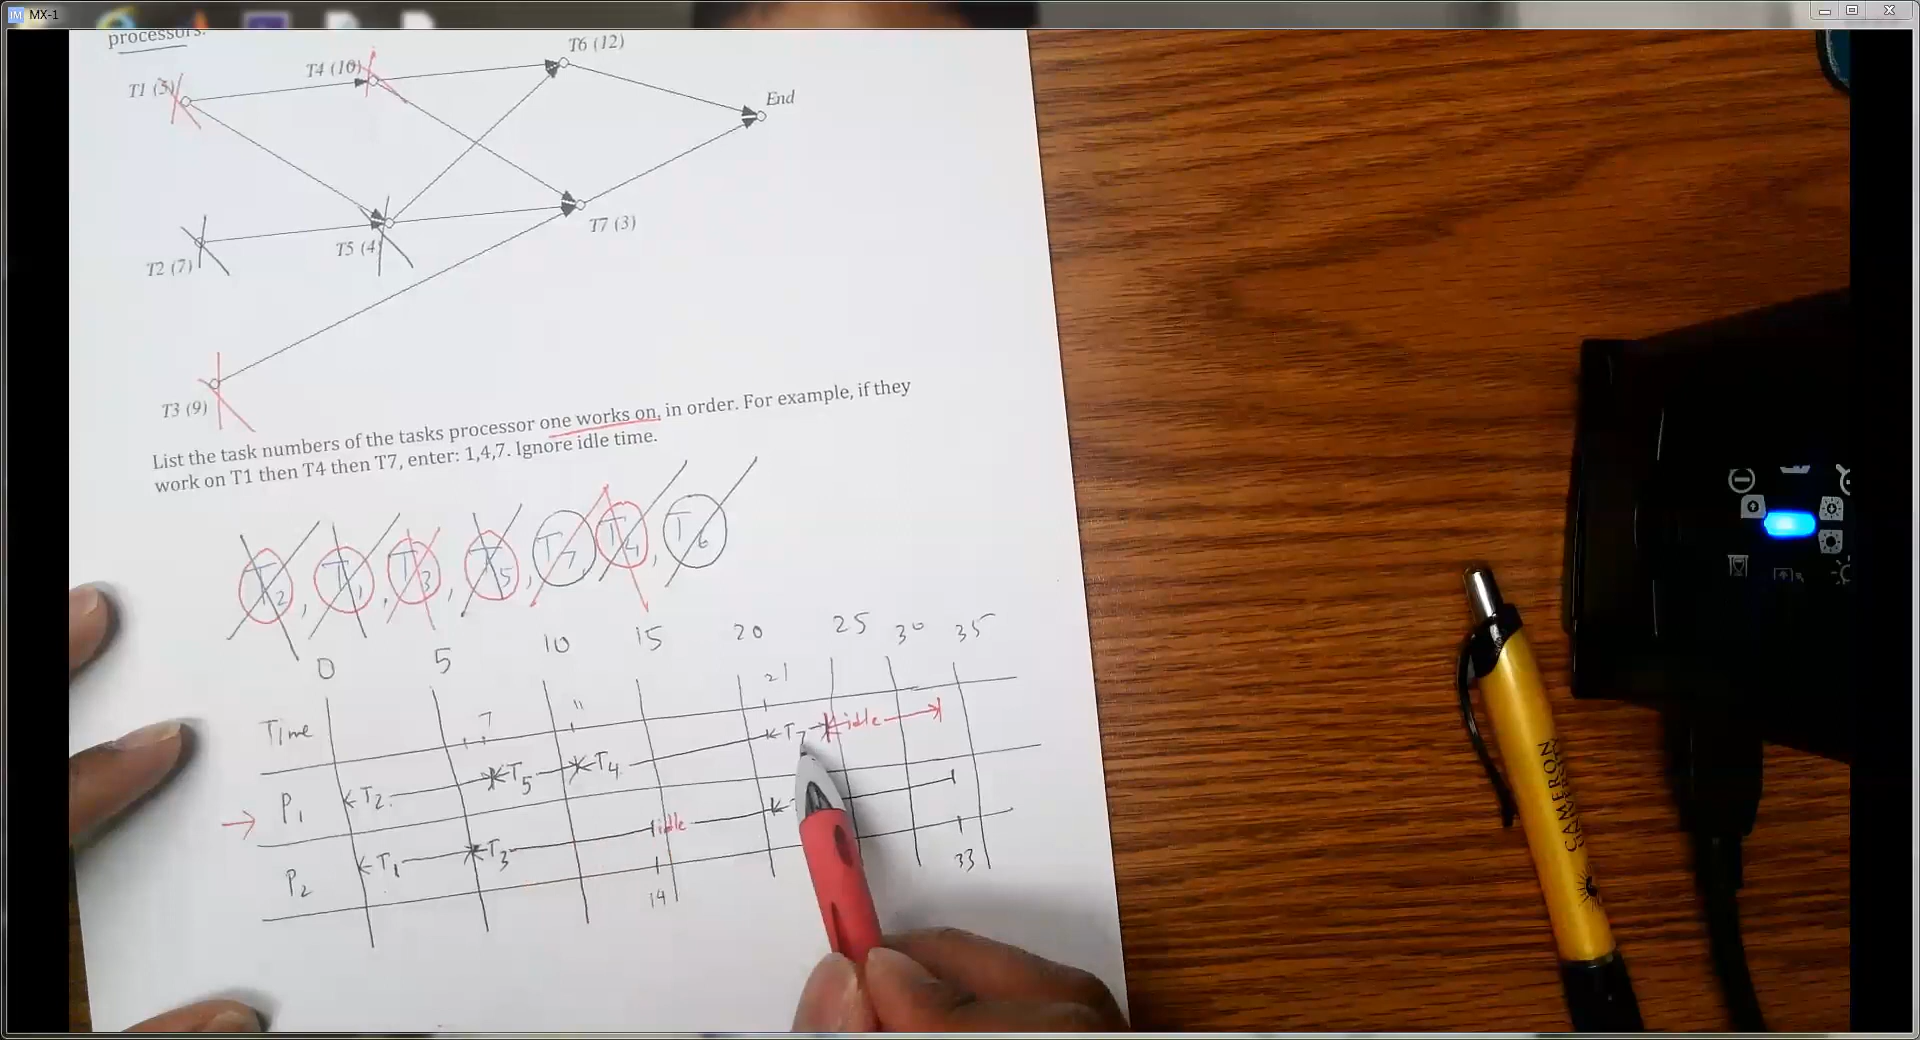 MX-1
processors.
T6 (12)
T4 (10)
T1 (5)
End
T7 (3)
T5 (4)
T2 (7)
T3 (9)
List the task numbers of the tasks processor one works on, in order. For example, if they
work on T1 then T4 then T7, enter: 1,4,7. Ignore idle time.
T2, T1, T3, T5, T7, T4, T6
0 5 10 15 20 25 30 35
Time 7 11 21
P1 T2 T5 T4 T7 idle
P2 T1 T3 idle
14 33
CAMERON
UNIVERSITY